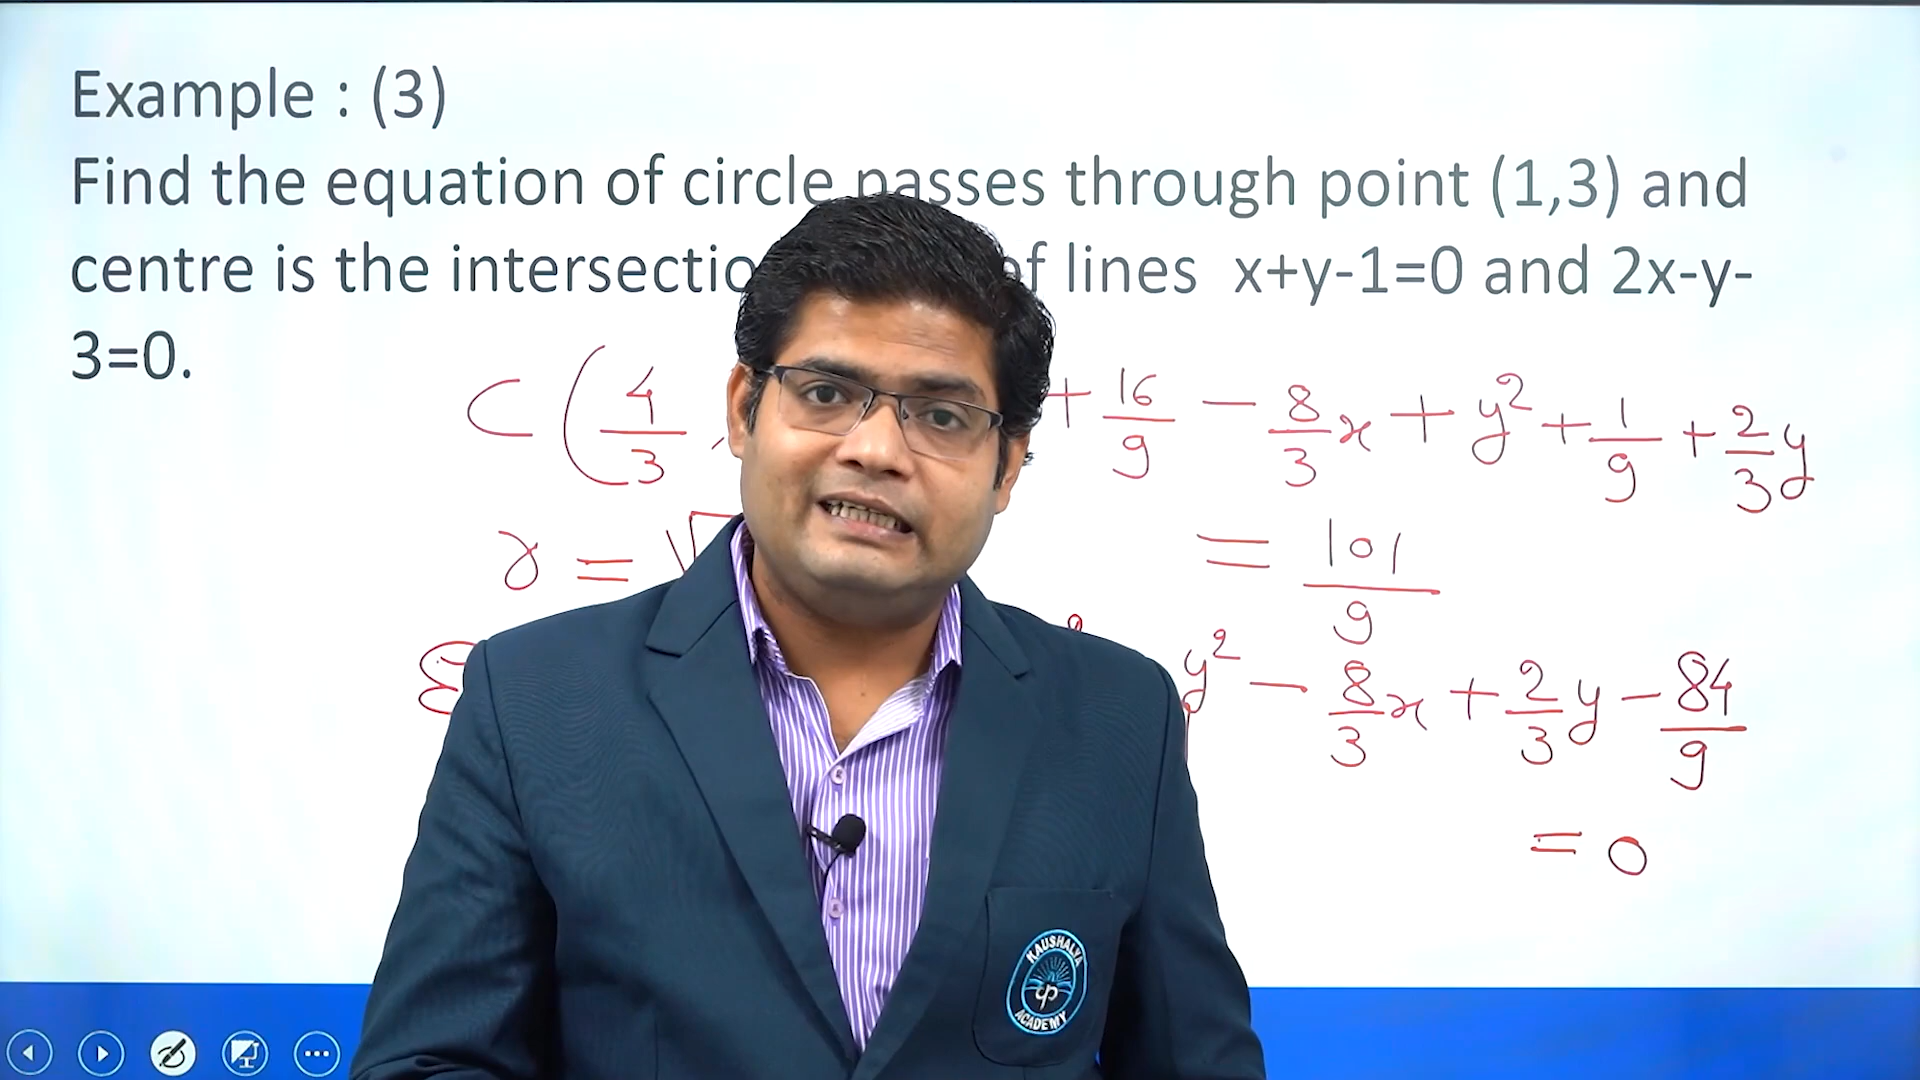 Example : (3)
Find the equation of circle passes through point (1,3) and
centre is the intersection of lines x+y-1=0 and 2x-y-
3=0.
C ( 4/3 , + 16/9 - 8/3 x + y² + 1/9 + 2/3 y
r = √ = 101/9
y² - 8/3 x + 2/3 y - 84/9
= 0
KAUSHALYA
ACADEMY